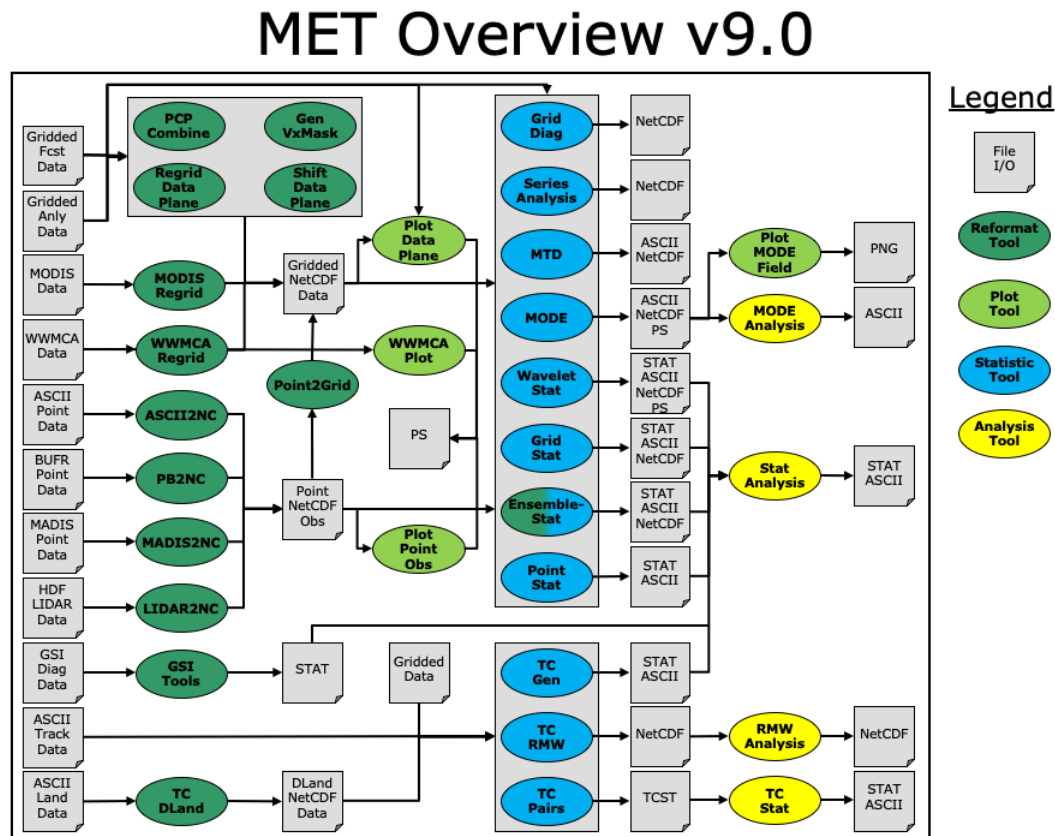 MET Overview v9.0
Legend
File
I/O
Reformat
Tool
Plot
Tool
Statistic
Tool
Analysis
Tool
Gridded
Fcst
Data
Gridded
Anly
Data
MODIS
Data
WWMCA
Data
ASCII
Point
Data
BUFR
Point
Data
MADIS
Point
Data
HDF
LIDAR
Data
GSI
Diag
Data
ASCII
Track
Data
ASCII
Land
Data
PCP
Combine
Gen
VxMask
Regrid
Data
Plane
Shift
Data
Plane
MODIS
Regrid
WWMCA
Regrid
ASCII2NC
PB2NC
MADIS2NC
LIDAR2NC
GSI
Tools
TC
DLand
Gridded
NetCDF
Data
Point2Grid
Point
NetCDF
Obs
STAT
DLand
NetCDF
Data
Plot
Data
Plane
WWMCA
Plot
PS
Plot
Point
Obs
Gridded
Data
Grid
Diag
Series
Analysis
MTD
MODE
Wavelet
Stat
Grid
Stat
Ensemble-
Stat
Point
Stat
TC
Gen
TC
RMW
TC
Pairs
NetCDF
NetCDF
ASCII
NetCDF
ASCII
NetCDF
PS
STAT
ASCII
NetCDF
PS
STAT
ASCII
NetCDF
STAT
ASCII
NetCDF
STAT
ASCII
STAT
ASCII
NetCDF
TCST
Plot
MODE
Field
MODE
Analysis
Stat
Analysis
RMW
Analysis
TC
Stat
PNG
ASCII
STAT
ASCII
NetCDF
STAT
ASCII